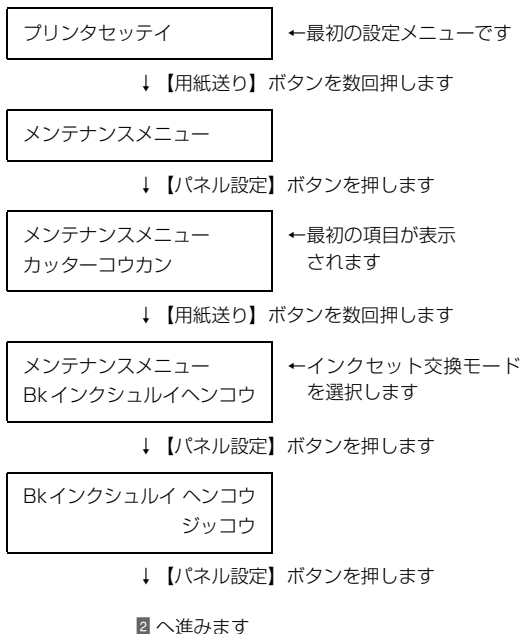 プリンタセッテイ ←最初の設定メニューです
↓【用紙送り】ボタンを数回押します
メンテナンスメニュー
↓【パネル設定】ボタンを押します
メンテナンスメニュー ←最初の項目が表示
カッターコウカン されます
↓【用紙送り】ボタンを数回押します
メンテナンスメニュー ←インクセット交換モード
Bkインクシュルイヘンコウ を選択します
↓【パネル設定】ボタンを押します
Bkインクシュルイ ヘンコウ
ジッコウ
↓【パネル設定】ボタンを押します
2 へ進みます